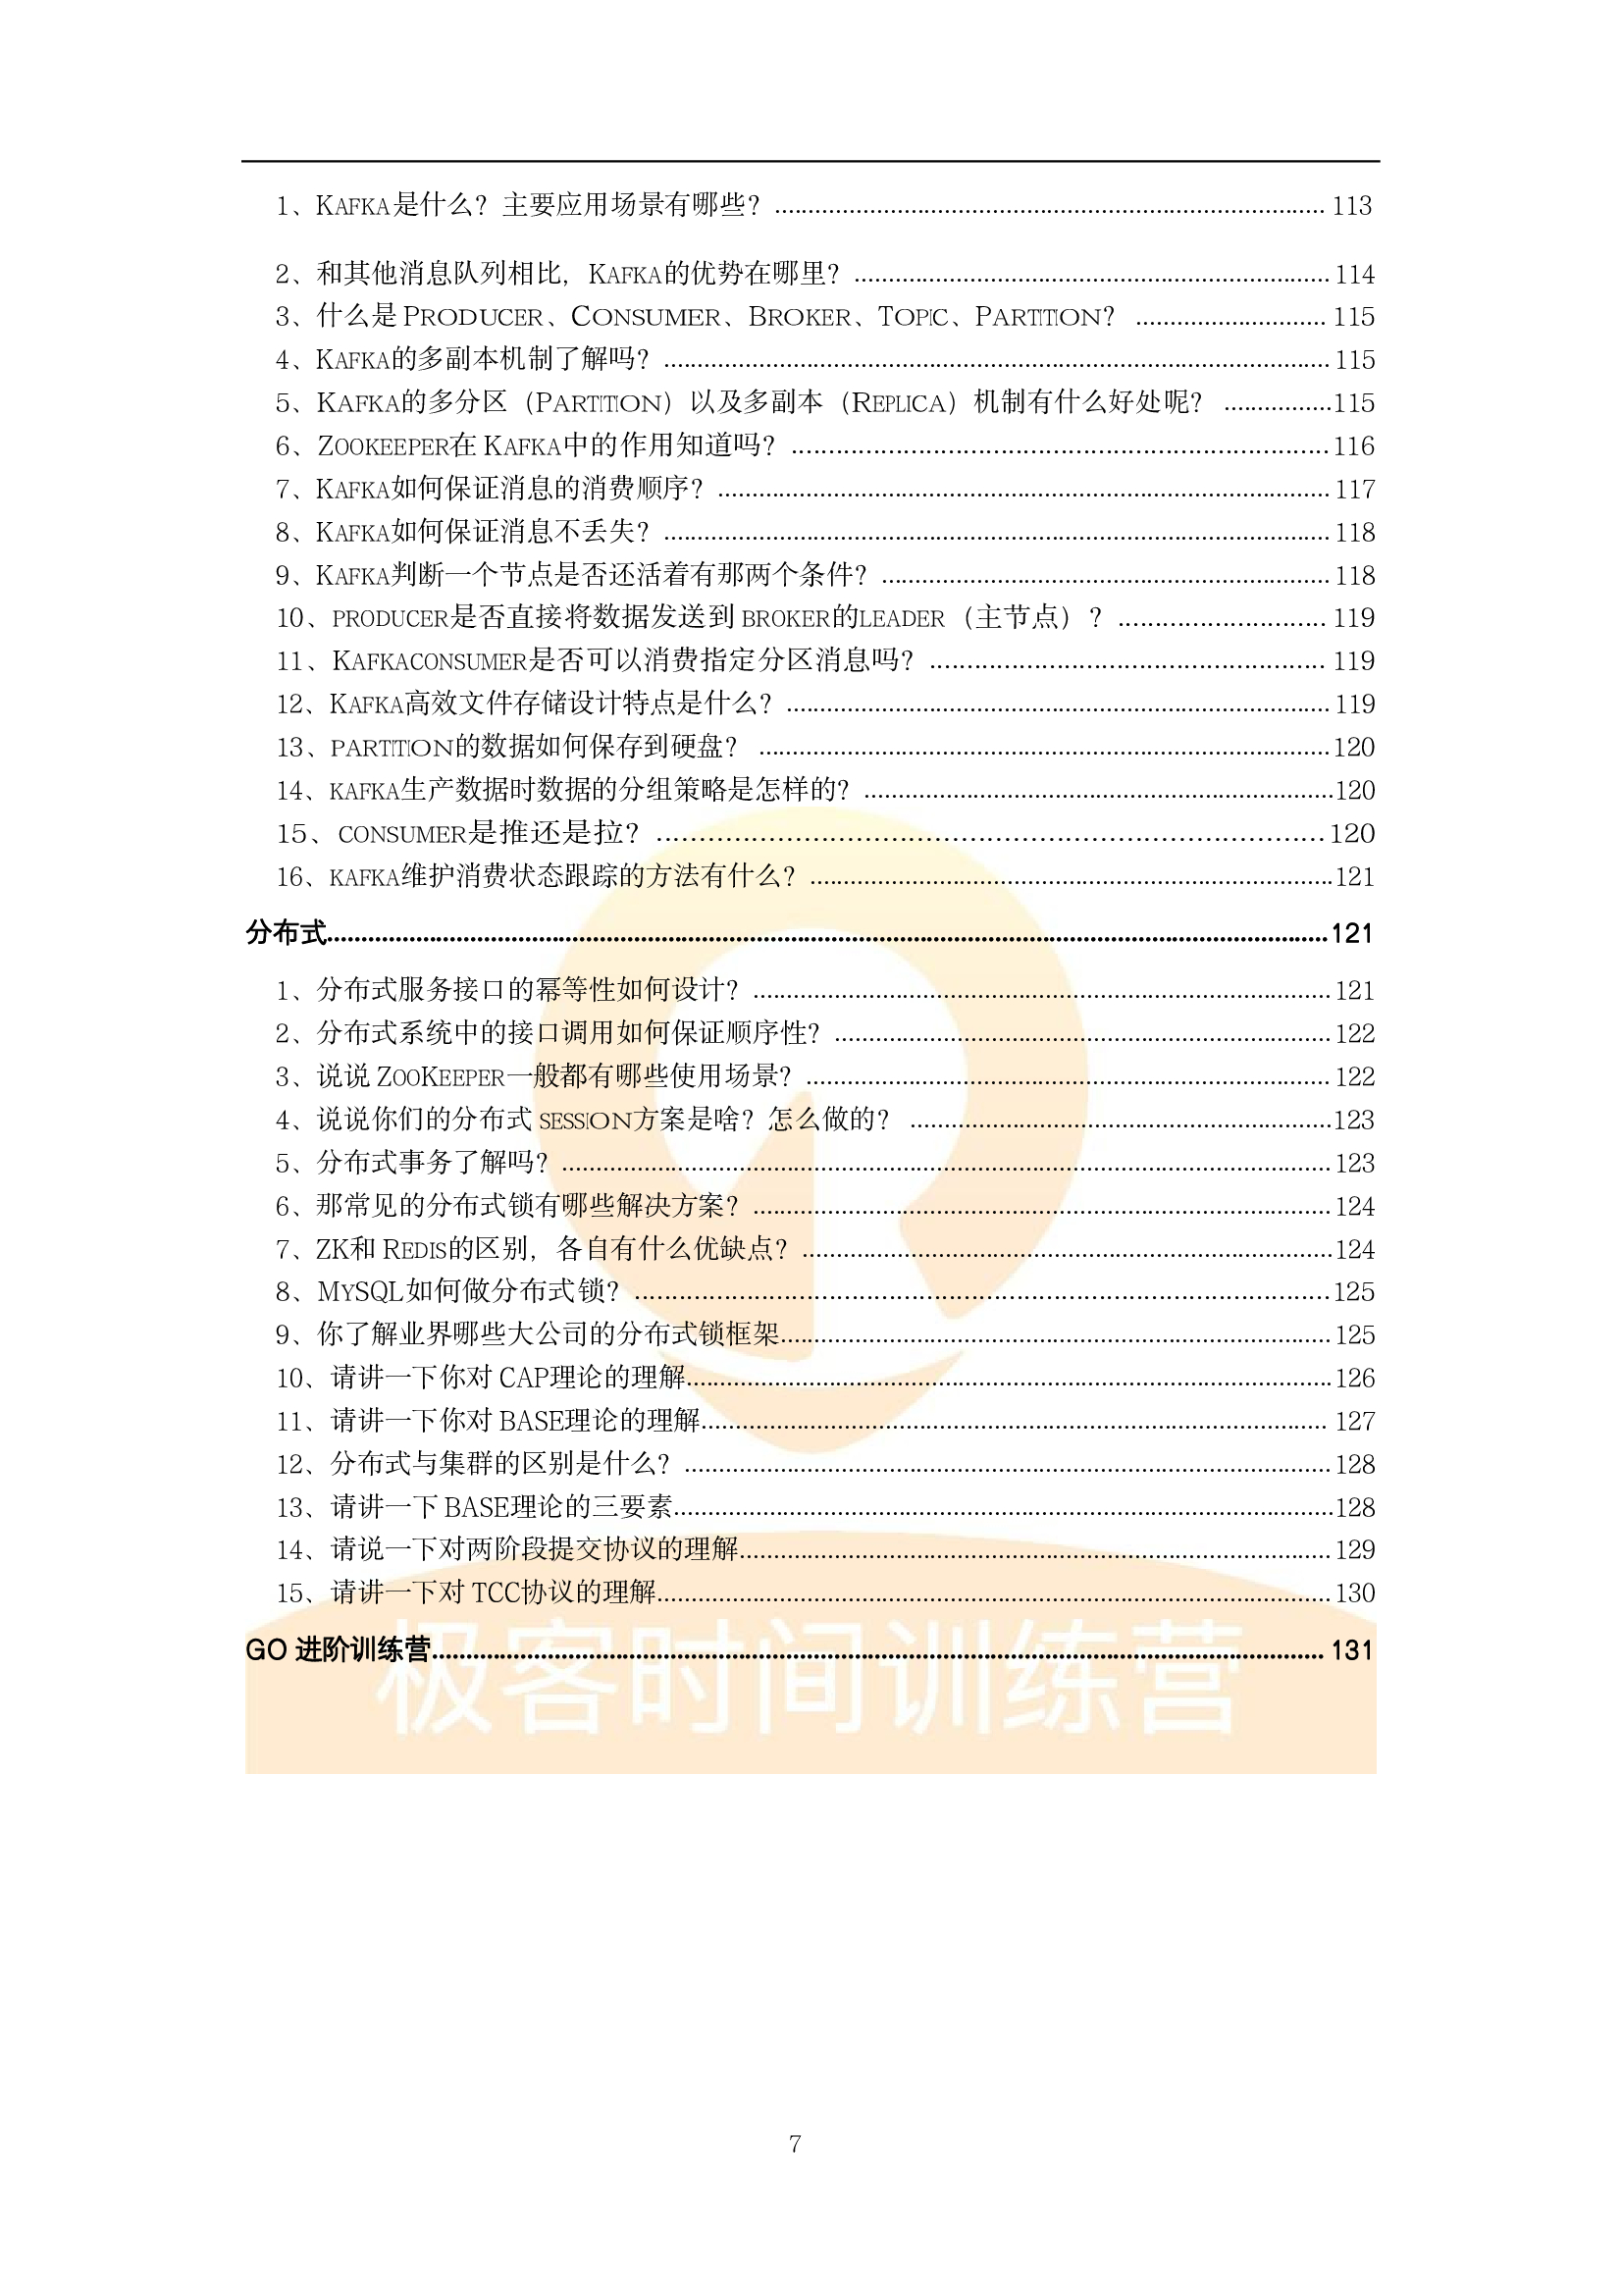 1、KAFKA是什么？主要应用场景有哪些？ ........ 113
2、和其他消息队列相比，KAFKA的优势在哪里？ ........ 114
3、什么是 PRODUCER、CONSUMER、BROKER、TOPIC、PARTITION？ ........ 115
4、KAFKA的多副本机制了解吗？ ........ 115
5、KAFKA的多分区（PARTITION）以及多副本（REPLICA）机制有什么好处呢？ ........ 115
6、ZOOKEEPER在 KAFKA中的作用知道吗？ ........ 116
7、KAFKA如何保证消息的消费顺序？ ........ 117
8、KAFKA如何保证消息不丢失？ ........ 118
9、KAFKA判断一个节点是否还活着有那两个条件？ ........ 118
10、PRODUCER是否直接将数据发送到 BROKER的LEADER（主节点）？ ........ 119
11、KAFKACONSUMER是否可以消费指定分区消息吗？ ........ 119
12、KAFKA高效文件存储设计特点是什么？ ........ 119
13、PARTITION的数据如何保存到硬盘？ ........ 120
14、KAFKA生产数据时数据的分组策略是怎样的？ ........ 120
15、CONSUMER是推还是拉？ ........ 120
16、KAFKA维护消费状态跟踪的方法有什么？ ........ 121
分布式........ 121
1、分布式服务接口的幂等性如何设计？ ........ 121
2、分布式系统中的接口调用如何保证顺序性？ ........ 122
3、说说 ZOOKEEPER一般都有哪些使用场景？ ........ 122
4、说说你们的分布式 SESSION方案是啥？怎么做的？ ........ 123
5、分布式事务了解吗？ ........ 123
6、那常见的分布式锁有哪些解决方案？ ........ 124
7、ZK和 REDIS的区别，各自有什么优缺点？ ........ 124
8、MYSQL如何做分布式锁？ ........ 125
9、你了解业界哪些大公司的分布式锁框架........ 125
10、请讲一下你对 CAP理论的理解........ 126
11、请讲一下你对 BASE理论的理解........ 127
12、分布式与集群的区别是什么？ ........ 128
13、请讲一下 BASE理论的三要素........ 128
14、请说一下对两阶段提交协议的理解........ 129
15、请讲一下对 TCC协议的理解........ 130
GO 进阶训练营........ 131
极客时间训练营
7